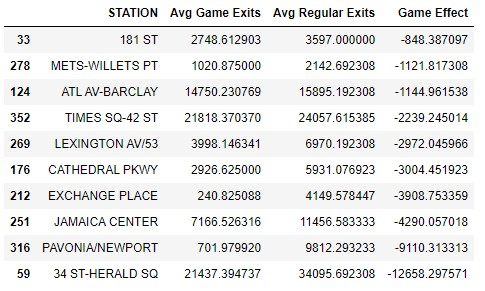 STATION Avg Game Exits Avg Regular Exits Game Effect
33 181 ST 2748.612903 3597.000000 -848.387097
278 METS-WILLETS PT 1020.875000 2142.692308 -1121.817308
124 ATL AV-BARCLAY 14750.230769 15895.192308 -1144.961538
352 TIMES SQ-42 ST 21818.370370 24057.615385 -2239.245014
269 LEXINGTON AV/53 3998.146341 6970.192308 -2972.045966
176 CATHEDRAL PKWY 2926.625000 5931.076923 -3004.451923
212 EXCHANGE PLACE 240.825088 4149.578447 -3908.753359
251 JAMAICA CENTER 7166.526316 11456.583333 -4290.057018
316 PAVONIA/NEWPORT 701.979920 9812.293233 -9110.313313
59 34 ST-HERALD SQ 21437.394737 34095.692308 -12658.297571